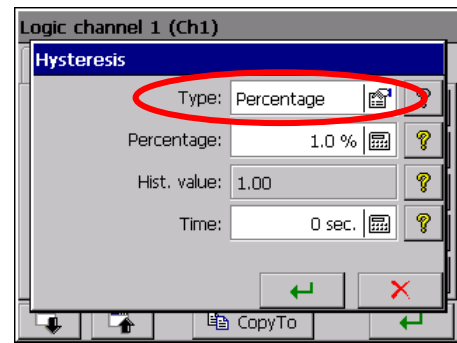 Logic channel 1 (Ch1)
Hysteresis
Type: Percentage ?
Percentage: 1.0 % ?
Hist. value: 1.00 ?
Time: 0 sec. ?
CopyTo